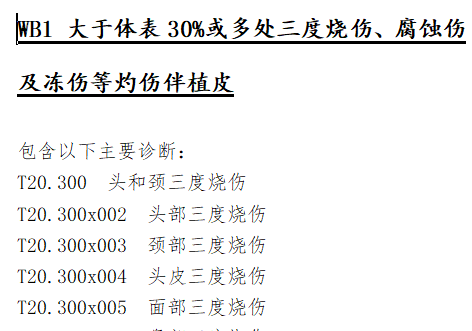 WB1 大于体表 30%或多处三度烧伤、腐蚀伤
及冻伤等灼伤伴植皮
包含以下主要诊断：
T20.300 头和颈三度烧伤
T20.300x002 头部三度烧伤
T20.300x003 颈部三度烧伤
T20.300x004 头皮三度烧伤
T20.300x005 面部三度烧伤